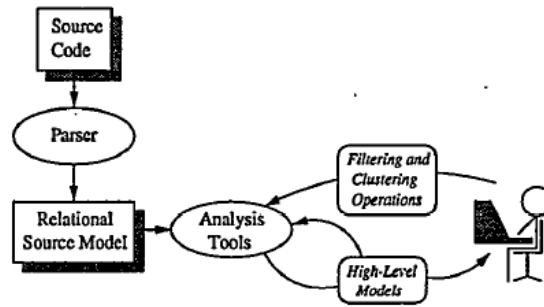 Source
Code
Parser
Relational
Source Model
Analysis
Tools
Filtering and
Clustering
Operations
High-Level
Models